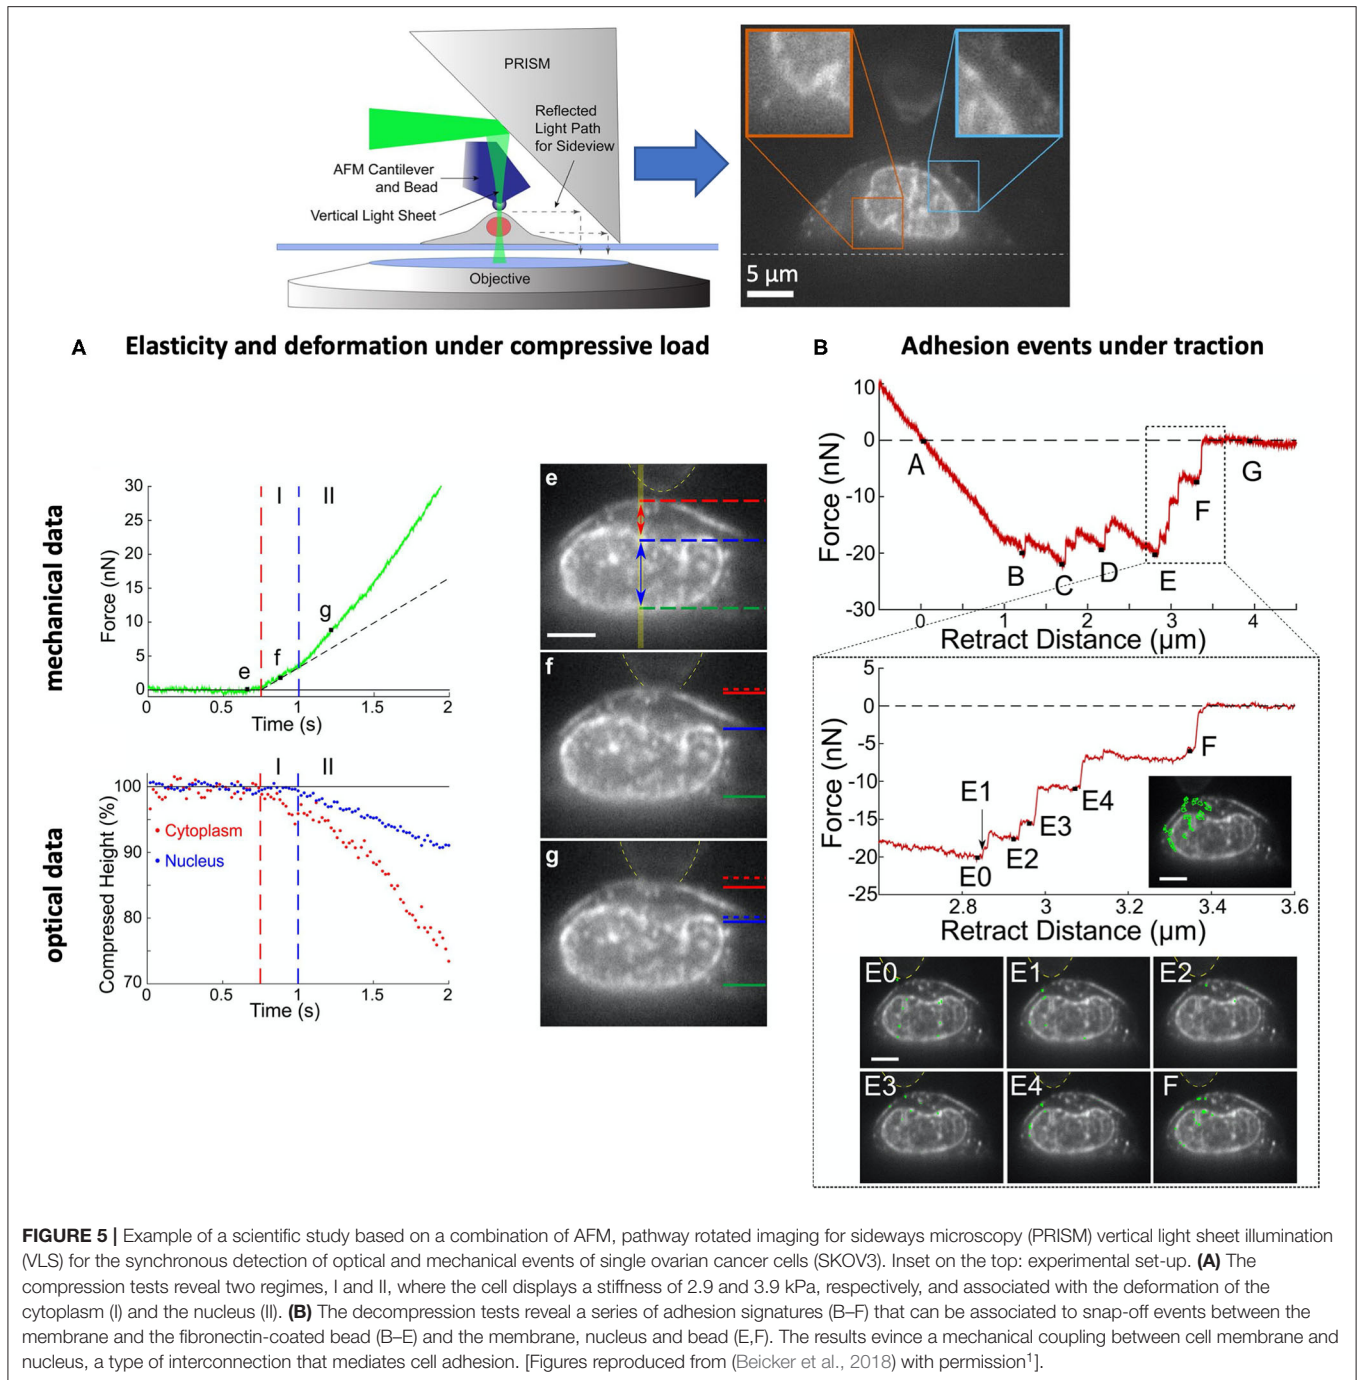 PRISM
Reflected
Light Path
for Sideview
AFM Cantilever
and Bead
Vertical Light Sheet
Objective
5 µm
A Elasticity and deformation under compressive load
mechanical data
Force (nN)
30
25
20
15
10
5
0
I II
e f g
0 0.5 1 1.5 2
Time (s)
optical data
Compresed Height (%)
100
90
80
70
I II
Cytoplasm
Nucleus
0 0.5 1 1.5 2
Time (s)
e
f
g
B Adhesion events under traction
Force (nN)
10
0
-10
-20
-30
A B C D E F G
0 1 2 3 4
Retract Distance (µm)
Force (nN)
5
0
-5
-10
-15
-20
-25
E0 E1 E2 E3 E4 F
2.8 3 3.2 3.4 3.6
Retract Distance (µm)
E0 E1 E2
E3 E4 F
FIGURE 5 | Example of a scientific study based on a combination of AFM, pathway rotated imaging for sideways microscopy (PRISM) vertical light sheet illumination
(VLS) for the synchronous detection of optical and mechanical events of single ovarian cancer cells (SKOV3). Inset on the top: experimental set-up. (A) The
compression tests reveal two regimes, I and II, where the cell displays a stiffness of 2.9 and 3.9 kPa, respectively, and associated with the deformation of the
cytoplasm (I) and the nucleus (II). (B) The decompression tests reveal a series of adhesion signatures (B–F) that can be associated to snap-off events between the
membrane and the fibronectin-coated bead (B–E) and the membrane, nucleus and bead (E,F). The results evince a mechanical coupling between cell membrane and
nucleus, a type of interconnection that mediates cell adhesion. [Figures reproduced from (Beicker et al., 2018) with permission¹].